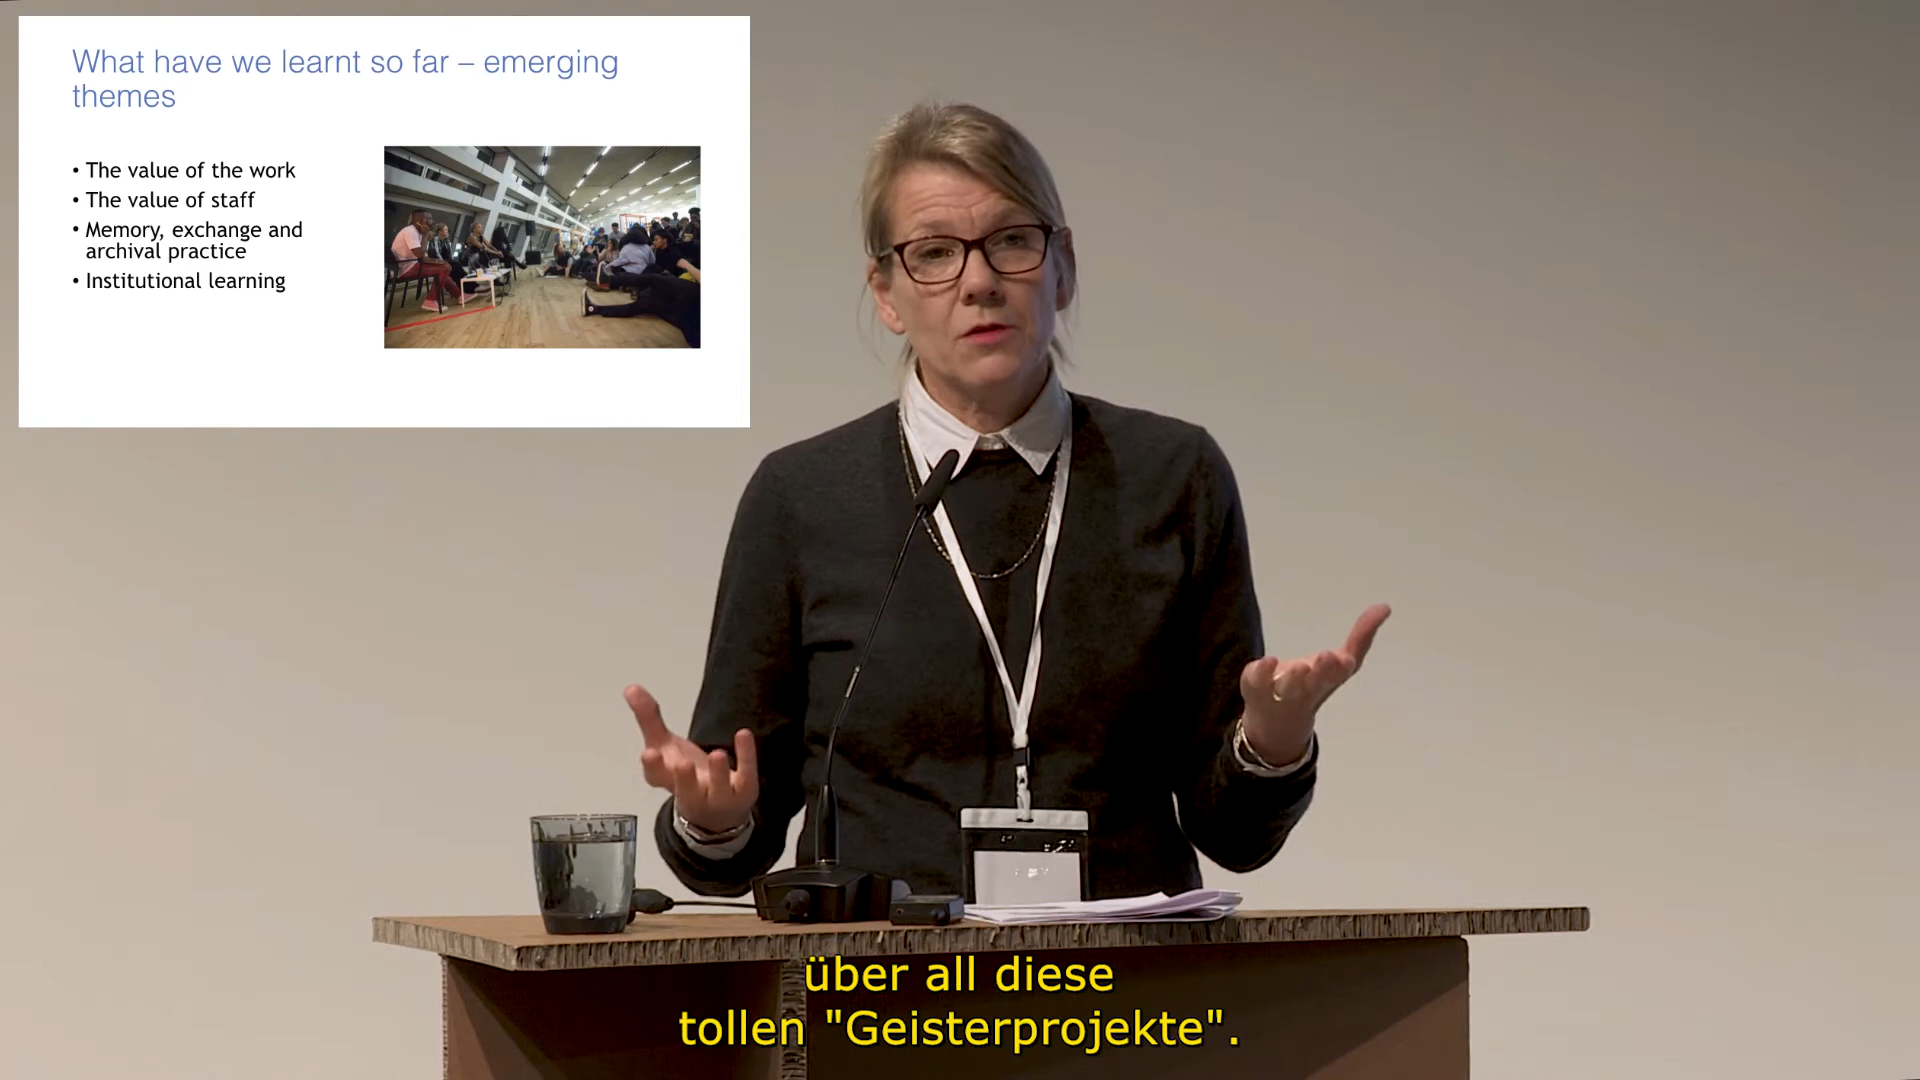 What have we learnt so far – emerging
themes
• The value of the work
• The value of staff
• Memory, exchange and
archival practice
• Institutional learning
über all diese
tollen "Geisterprojekte".